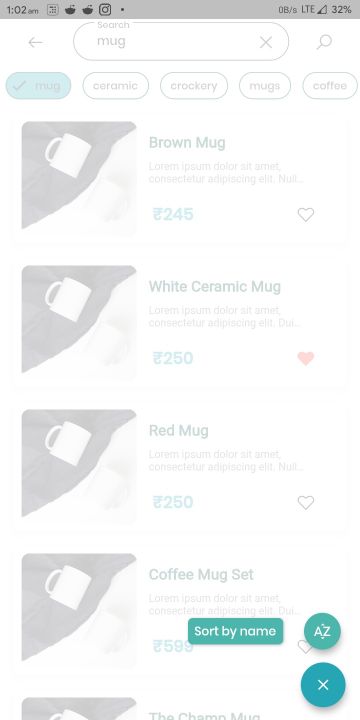 1:02 am
0B/s LTE 32%
Search
mug
mug ceramic crockery mugs coffee
Brown Mug
Lorem ipsum dolor sit amet,
consectetur adipiscing elit. Null...
₹245
White Ceramic Mug
Lorem ipsum dolor sit amet,
consectetur adipiscing elit. Dui...
₹250
Red Mug
Lorem ipsum dolor sit amet,
consectetur adipiscing elit. Null...
₹250
Coffee Mug Set
Lorem ipsum dolor sit amet,
consectetur adipiscing elit. Duis...
Sort by name
AZ
₹599
The Champ Mug